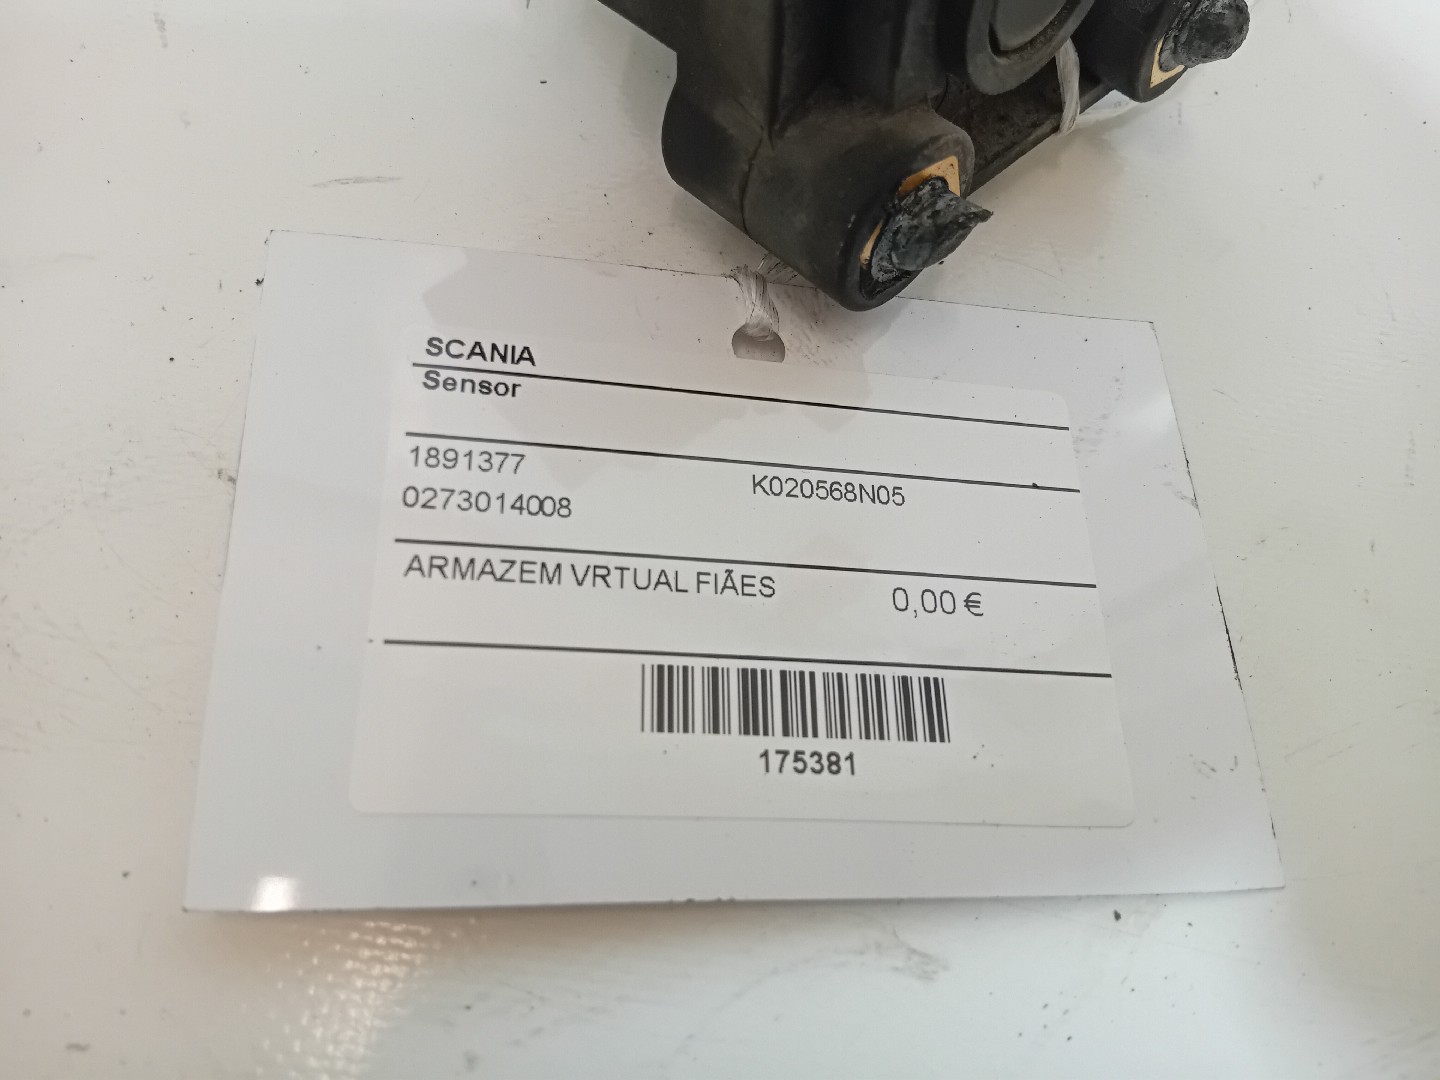 SCANIA
Sensor
1891377
K020568N05
0273014008
ARMAZEM VRTUAL FIÃES 0,00 €
175381